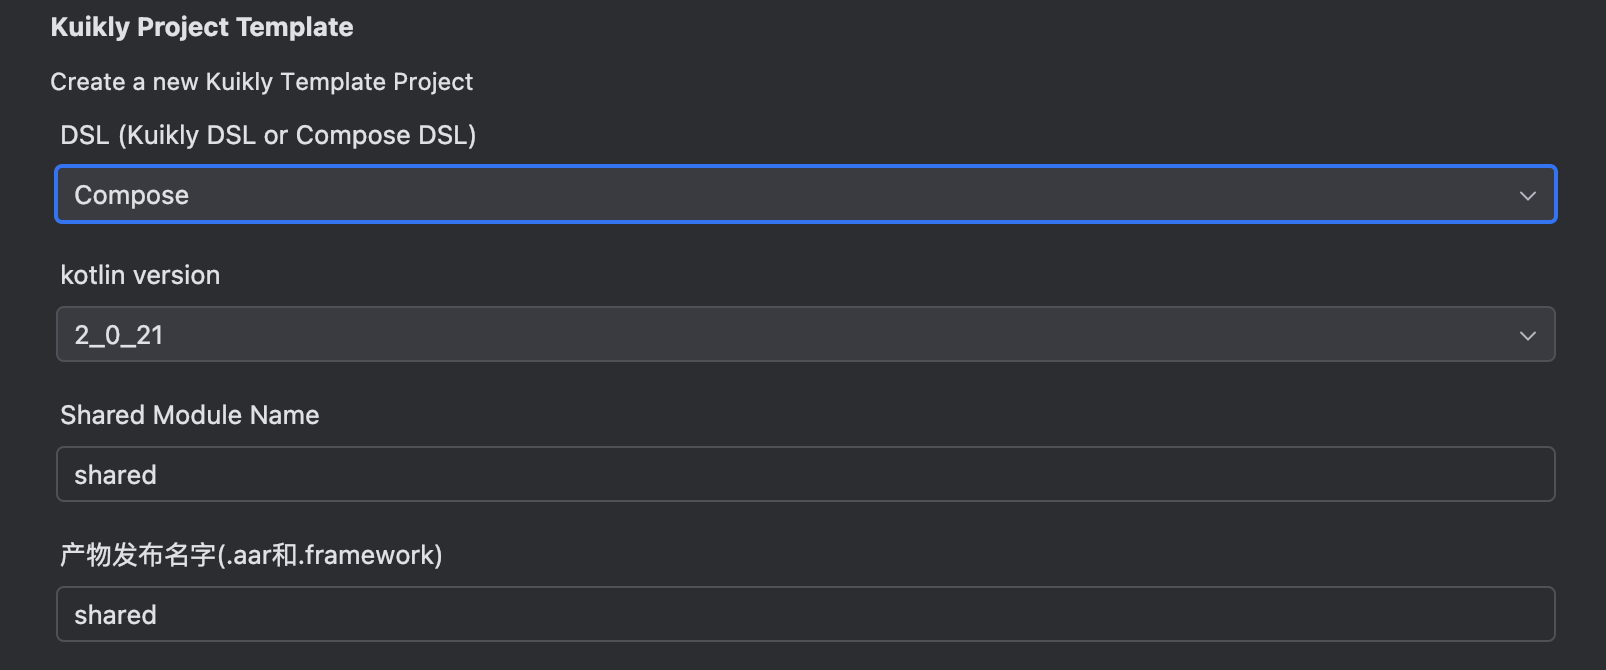 Kuikly Project Template
Create a new Kuikly Template Project
DSL (Kuikly DSL or Compose DSL)
Compose
kotlin version
2_0_21
Shared Module Name
shared
产物发布名字(.aar和.framework)
shared